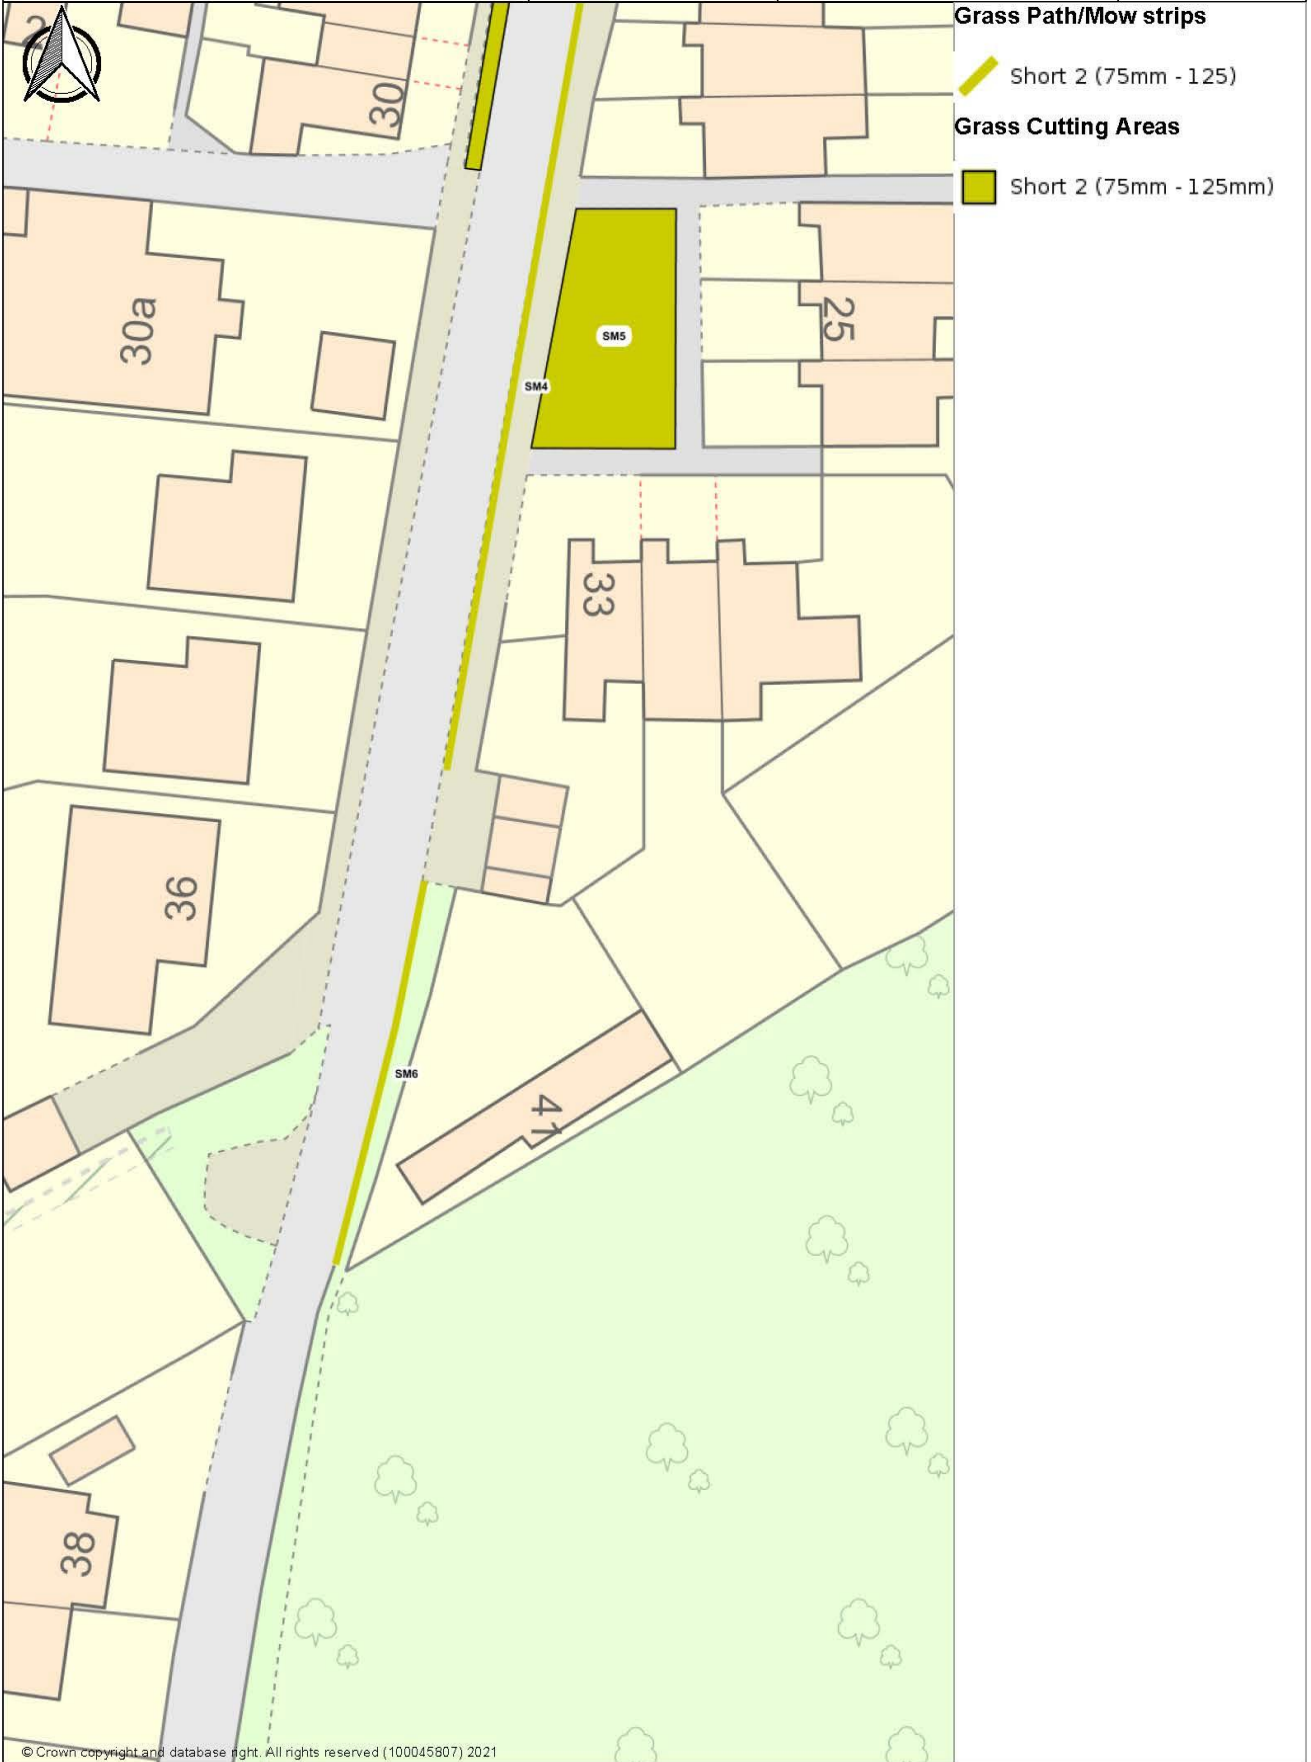 Grass Path/Mow strips
Short 2 (75mm - 125)
Grass Cutting Areas
Short 2 (75mm - 125mm)
2
30
30a
25
SM5
SM4
33
36
SM6
41
38
© Crown copyright and database right. All rights reserved (100045807) 2021